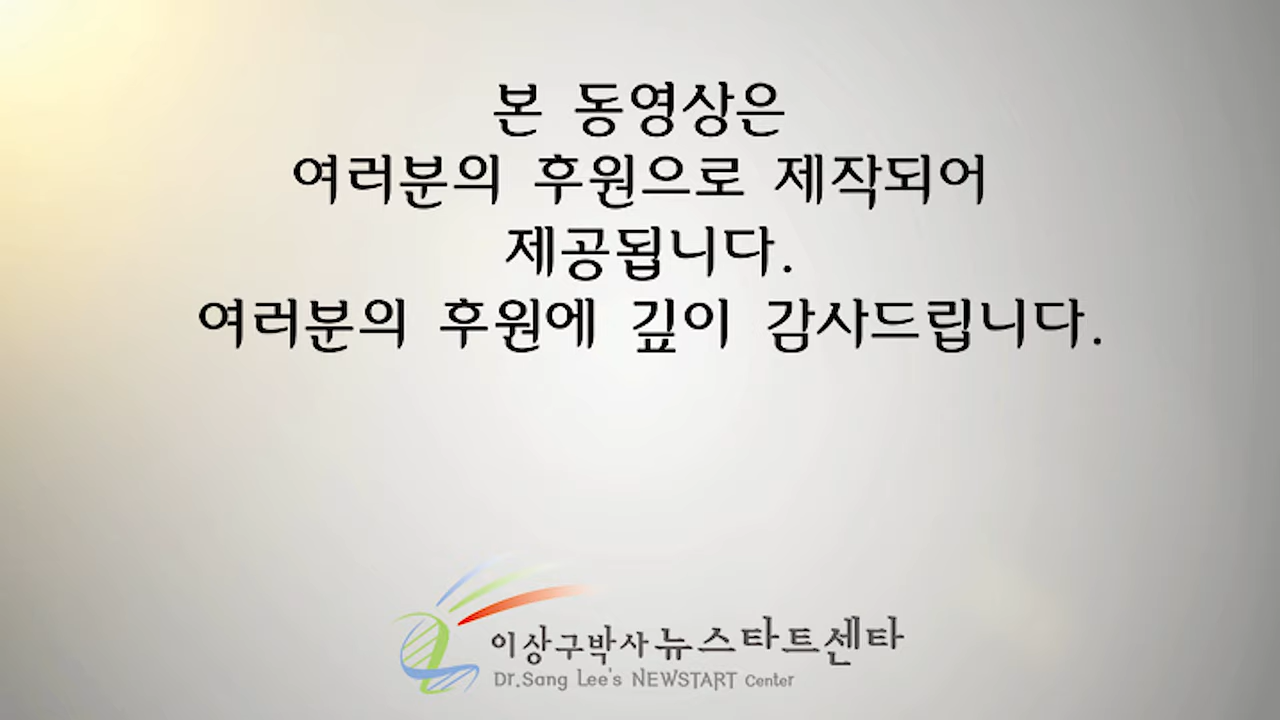 본 동영상은
여러분의 후원으로 제작되어
제공됩니다.
여러분의 후원에 깊이 감사드립니다.
이상구박사 뉴스타트센타
Dr.Sang Lee's NEWSTART Center